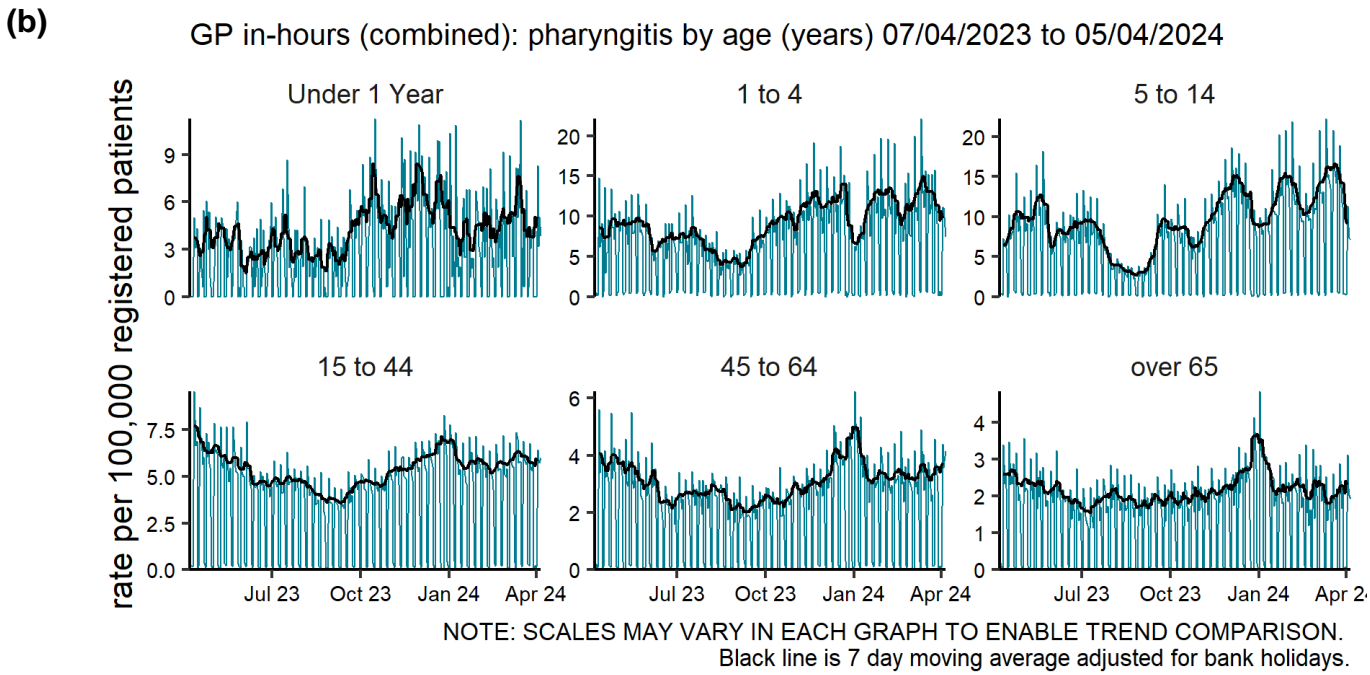 (b)
GP in-hours (combined): pharyngitis by age (years) 07/04/2023 to 05/04/2024
rate per 100,000 registered patients
Under 1 Year
9
6
3
0
1 to 4
20
15
10
5
0
5 to 14
20
15
10
5
0
15 to 44
7.5
5.0
2.5
0.0
Jul 23 Oct 23 Jan 24 Apr 24
45 to 64
6
4
2
0
Jul 23 Oct 23 Jan 24 Apr 24
over 65
4
3
2
1
0
Jul 23 Oct 23 Jan 24 Apr 2
NOTE: SCALES MAY VARY IN EACH GRAPH TO ENABLE TREND COMPARISON.
Black line is 7 day moving average adjusted for bank holidays.